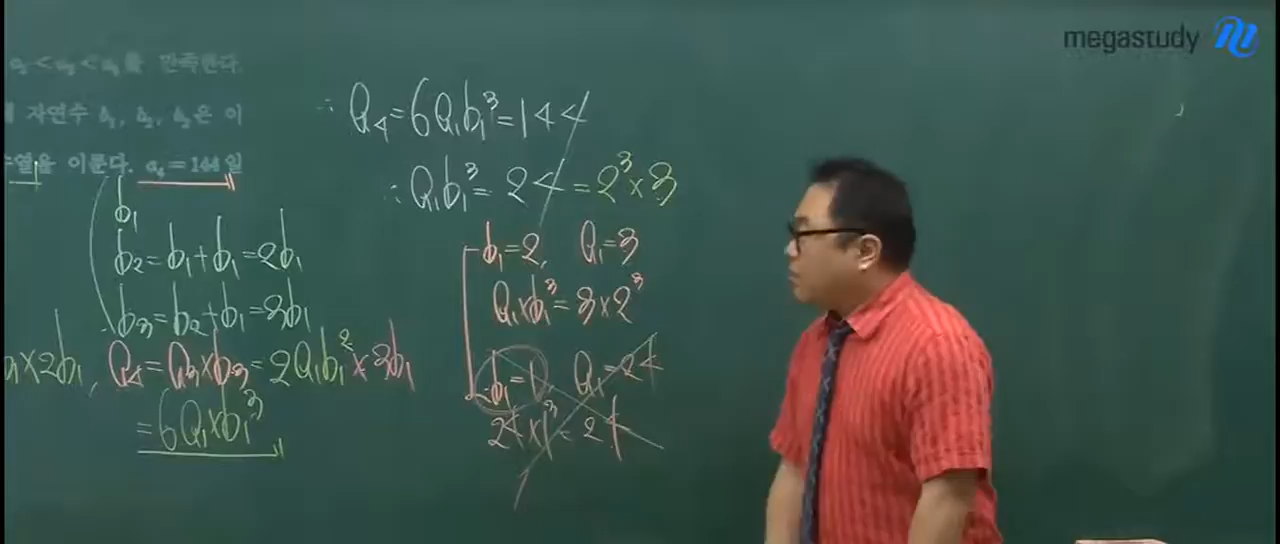 megastudy
a₂ < a₃ < a₄를 만족한다.
자연수 b₁, b₂, b₃은 이
수열을 이룬다. a₄ = 144일
b₁
b₂ = b₁ + b₁ = 2b₁
b₃ = b₂ + b₁ = 3b₁
×2b₁, a₄ = a₃×b₃ = 2a₁b₁² × 3b₁
= 6a₁×b₁³
∴ a₄ = 6a₁b₁³ = 144
∴ a₁b₁³ = 24 = 2³×3
b₁ = 2, a₁ = 3
a₁×b₁³ = 3×2³
b₁ = 1 a₁ = 24
24×1³ = 24